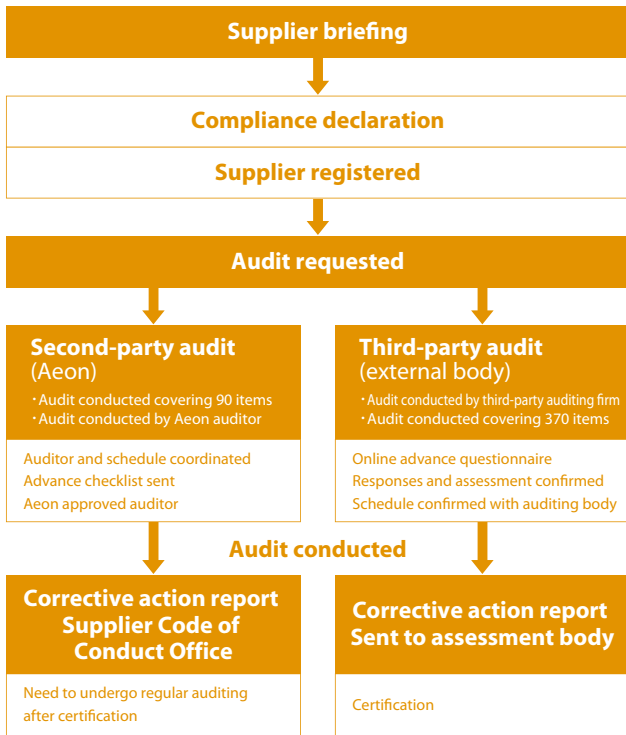 Supplier briefing
Compliance declaration
Supplier registered
Audit requested
Second-party audit
(Aeon)
・Audit conducted covering 90 items
・Audit conducted by Aeon auditor
Auditor and schedule coordinated
Advance checklist sent
Aeon approved auditor
Third-party audit
(external body)
・Audit conducted by third-party auditing firm
・Audit conducted covering 370 items
Online advance questionnaire
Responses and assessment confirmed
Schedule confirmed with auditing body
Audit conducted
Corrective action report
Supplier Code of
Conduct Office
Need to undergo regular auditing
after certification
Corrective action report
Sent to assessment body
Certification